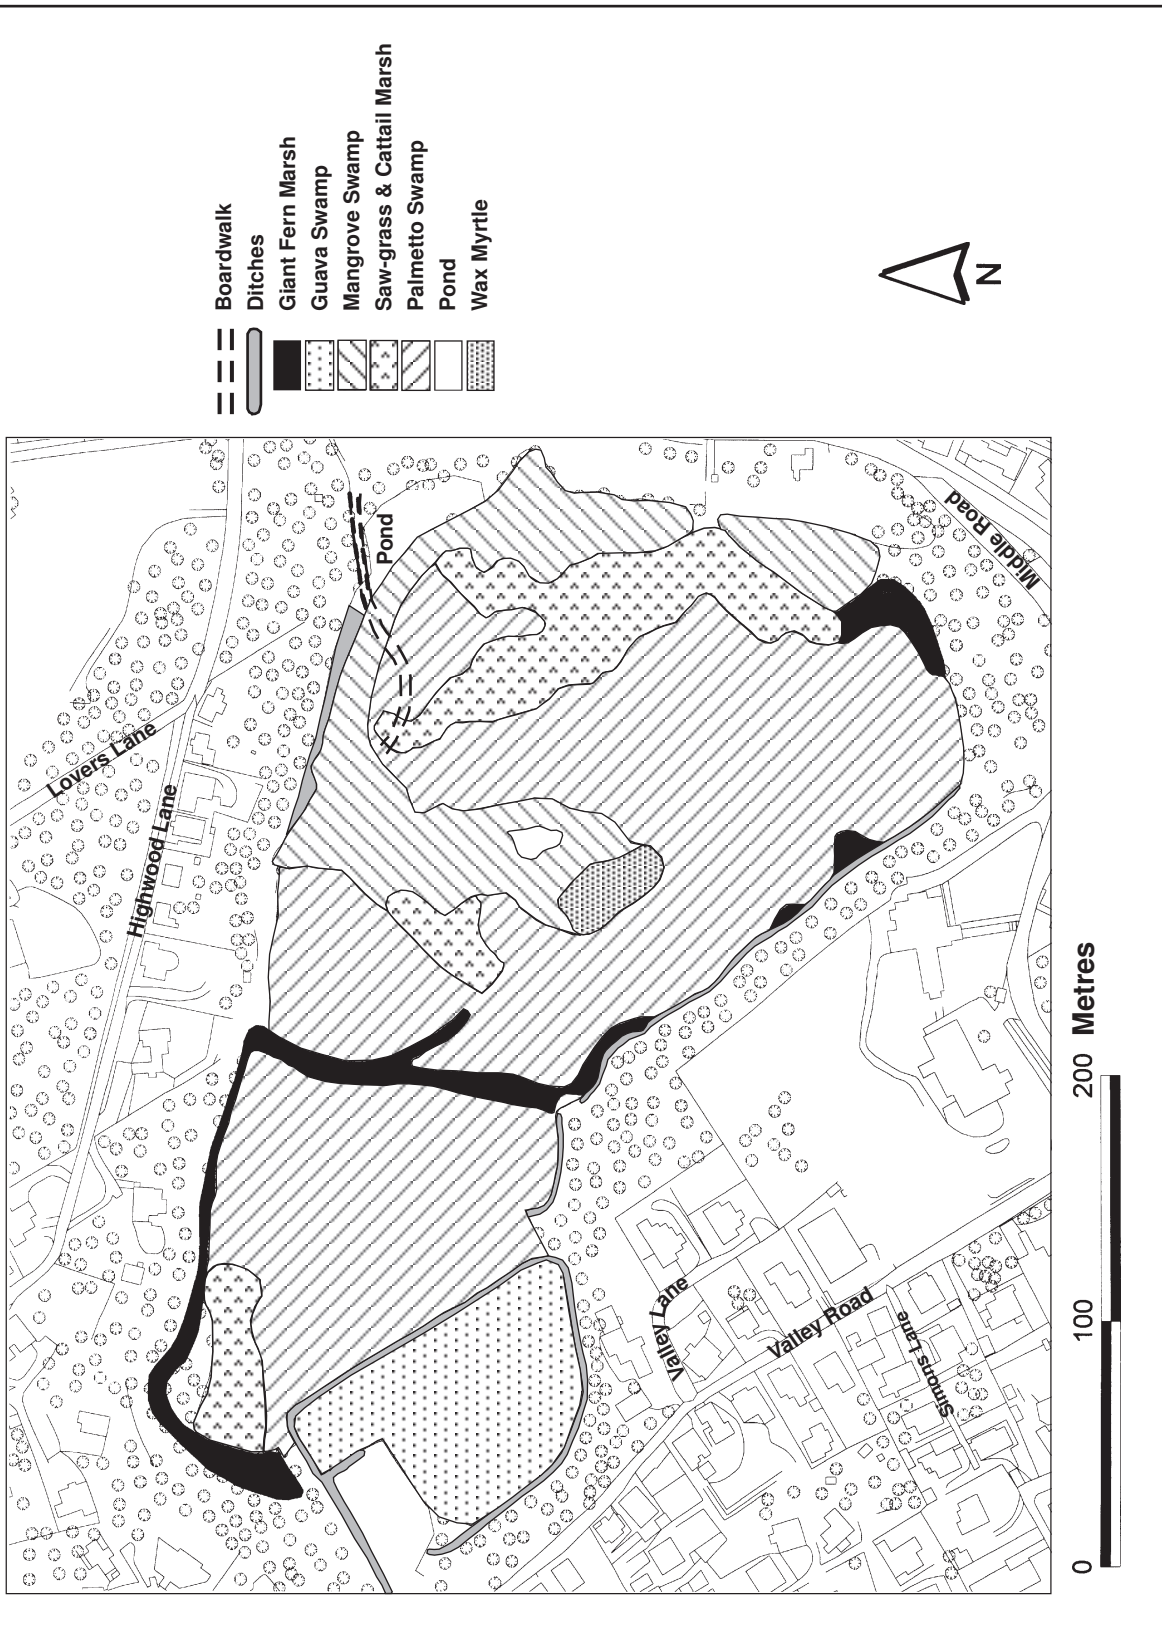 Boardwalk
Ditches
Giant Fern Marsh
Guava Swamp
Mangrove Swamp
Saw-grass & Cattail Marsh
Palmetto Swamp
Pond
Wax Myrtle
N
Lovers Lane
Highwood Lane
Pond
Middle Road
Valley Lane
Valley Road
Simons Lane
0 100 200 Metres